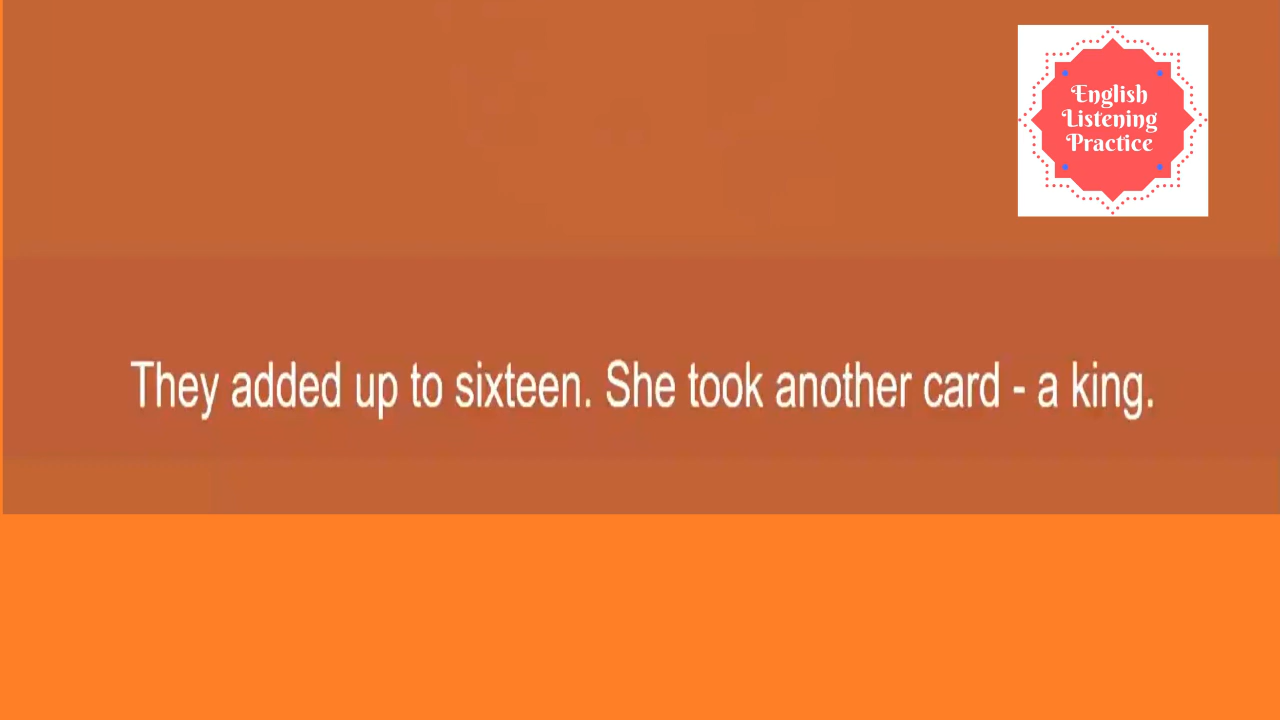 English
Listening
Practice
They added up to sixteen. She took another card - a king.